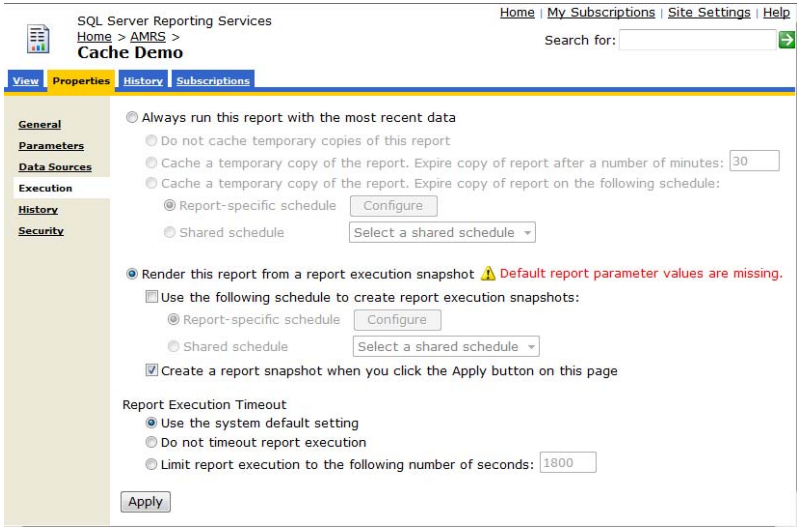 Home | My Subscriptions | Site Settings | Help
SQL Server Reporting Services
Home > AMRS >
Cache Demo
Search for:
View Properties History Subscriptions
General
Parameters
Data Sources
Execution
History
Security
Always run this report with the most recent data
Do not cache temporary copies of this report
Cache a temporary copy of the report. Expire copy of report after a number of minutes: 30
Cache a temporary copy of the report. Expire copy of report on the following schedule:
Report-specific schedule Configure
Shared schedule Select a shared schedule
Render this report from a report execution snapshot Default report parameter values are missing.
Use the following schedule to create report execution snapshots:
Report-specific schedule Configure
Shared schedule Select a shared schedule
Create a report snapshot when you click the Apply button on this page
Report Execution Timeout
Use the system default setting
Do not timeout report execution
Limit report execution to the following number of seconds: 1800
Apply